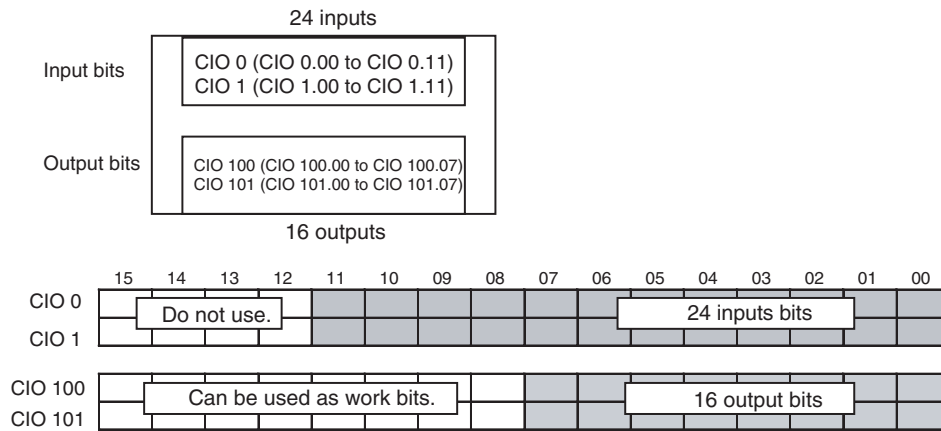 24 inputs
Input bits
CIO 0 (CIO 0.00 to CIO 0.11)
CIO 1 (CIO 1.00 to CIO 1.11)
Output bits
CIO 100 (CIO 100.00 to CIO 100.07)
CIO 101 (CIO 101.00 to CIO 101.07)
16 outputs
15 14 13 12 11 10 09 08 07 06 05 04 03 02 01 00
CIO 0
Do not use.
24 inputs bits
CIO 1
CIO 100
Can be used as work bits.
16 output bits
CIO 101